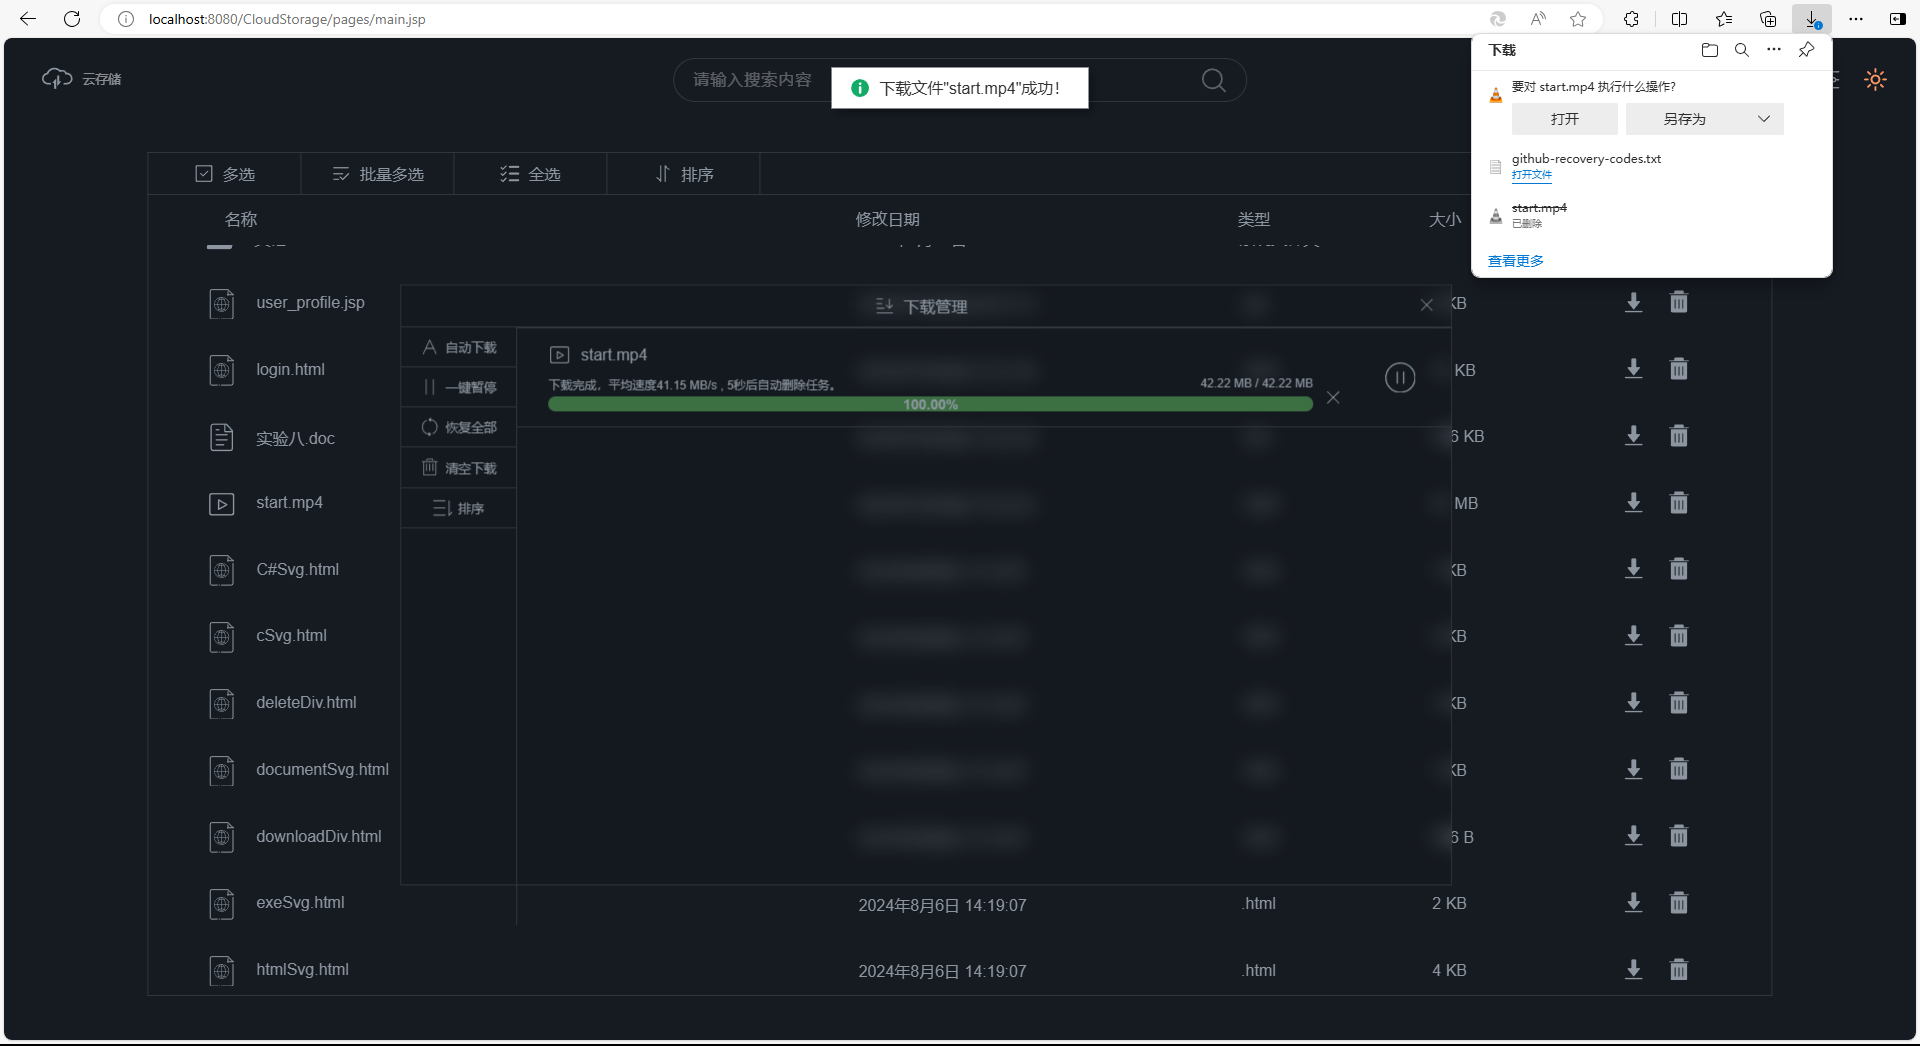 localhost:8080/CloudStorage/pages/main.jsp
云存储
请输入搜索内容
下载文件"start.mp4"成功!
下载
要对 start.mp4 执行什么操作?
打开
另存为
github-recovery-codes.txt
打开文件
start.mp4
已删除
查看更多
多选
批量多选
全选
排序
名称 修改日期 类型 大小
user_profile.jsp
KB
login.html
KB
实验八.doc
6 KB
start.mp4
MB
C#Svg.html
KB
cSvg.html
KB
deleteDiv.html
KB
documentSvg.html
KB
downloadDiv.html
6 B
exeSvg.html 2024年8月6日 14:19:07 .html 2 KB
htmlSvg.html 2024年8月6日 14:19:07 .html 4 KB
下载管理
自动下载
一键暂停
恢复全部
清空下载
排序
start.mp4
下载完成，平均速度41.15 MB/s , 5秒后自动删除任务。 42.22 MB / 42.22 MB
100.00%